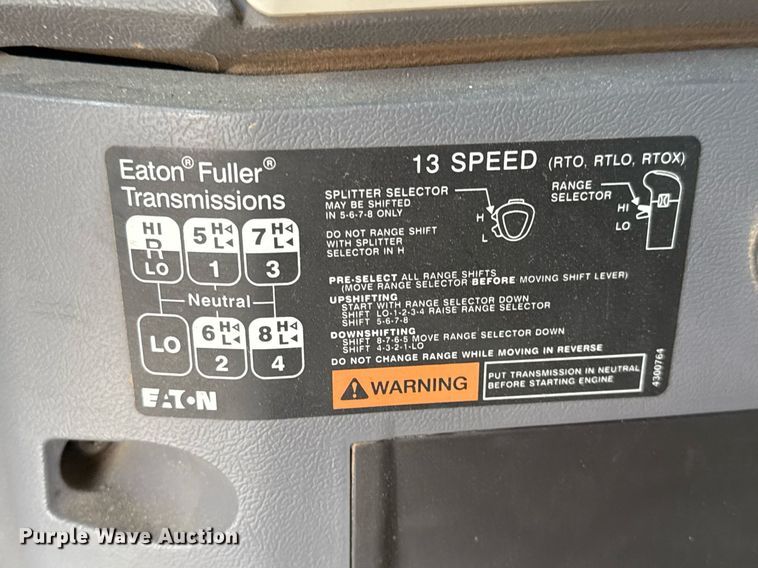 Eaton® Fuller®
Transmissions
13 SPEED (RTO, RTLO, RTOX)
HI
R
LO
5 H◁
L◀
1
7 H◁
L◀
3
Neutral
LO
6 H◁
L◀
2
8 H◁
L◀
4
EATON
SPLITTER SELECTOR
MAY BE SHIFTED
IN 5-6-7-8 ONLY
DO NOT RANGE SHIFT
WITH SPLITTER
SELECTOR IN H
H
L
RANGE
SELECTOR
HI
LO
PRE-SELECT ALL RANGE SHIFTS
(MOVE RANGE SELECTOR BEFORE MOVING SHIFT LEVER)
UPSHIFTING
START WITH RANGE SELECTOR DOWN
SHIFT LO-1-2-3-4 RAISE RANGE SELECTOR
SHIFT 5-6-7-8
DOWNSHIFTING
SHIFT 8-7-6-5 MOVE RANGE SELECTOR DOWN
SHIFT 4-3-2-1-LO
DO NOT CHANGE RANGE WHILE MOVING IN REVERSE
WARNING
PUT TRANSMISSION IN NEUTRAL
BEFORE STARTING ENGINE
4300764
Purple Wave Auction